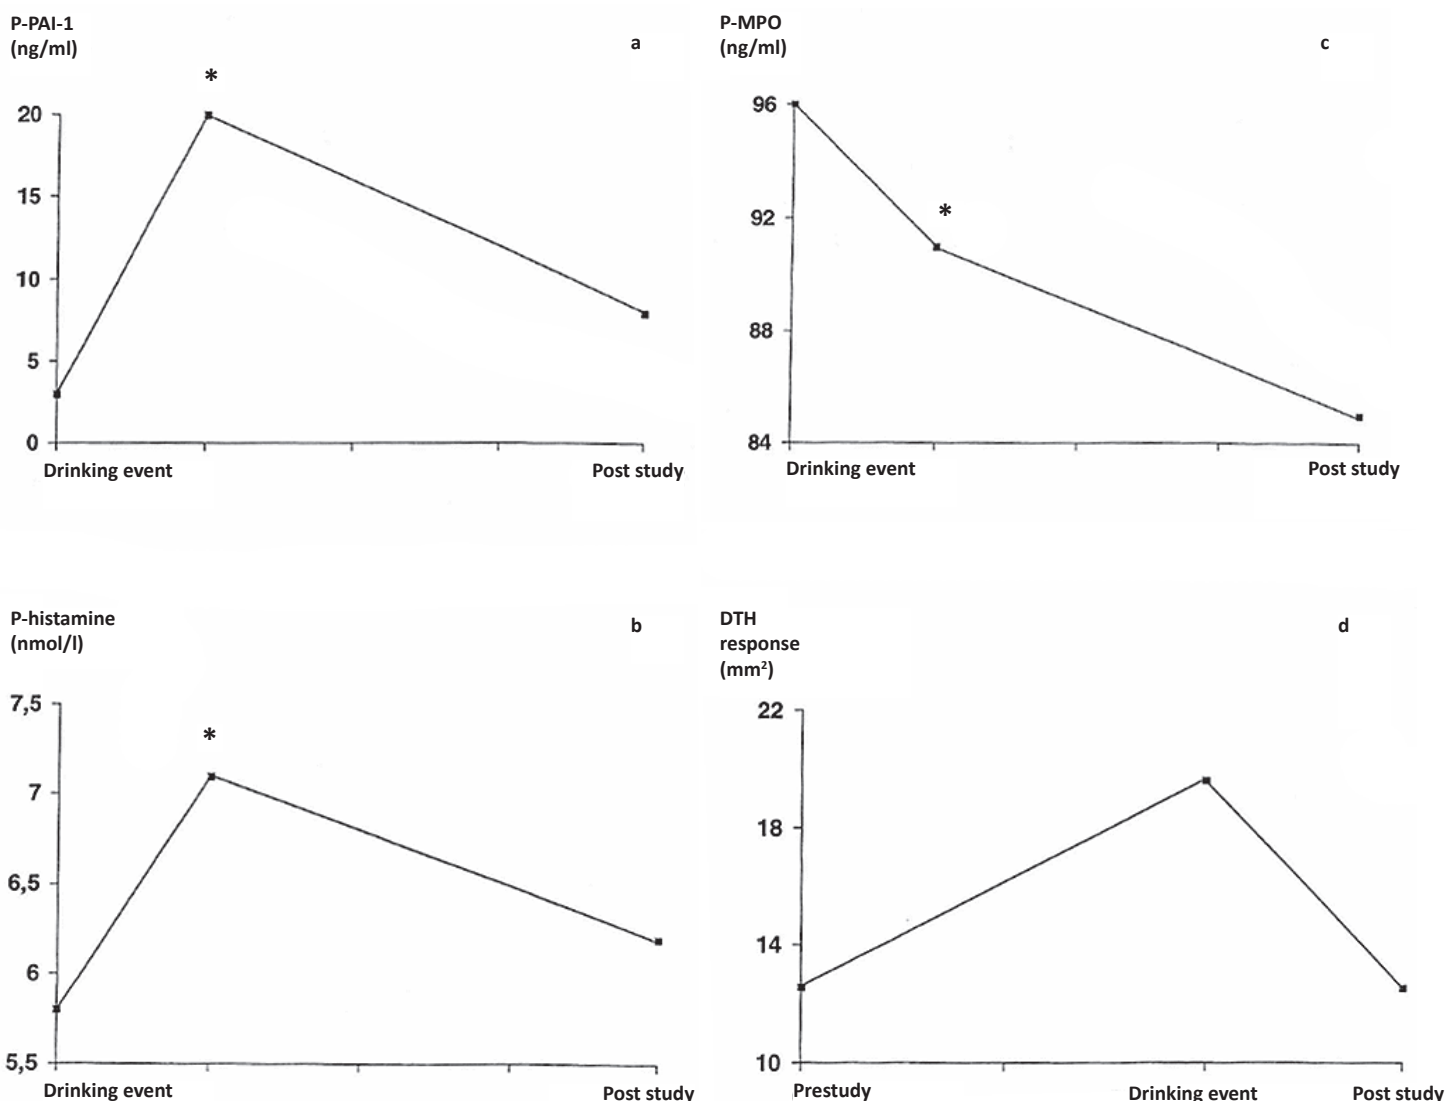 P-PAI-1
(ng/ml)
a
*
20
15
10
5
0
Drinking event
Post study
P-MPO
(ng/ml)
c
96
*
92
88
84
Drinking event
Post study
P-histamine
(nmol/l)
b
7,5
*
7
6,5
6
5,5
Drinking event
Post study
DTH
response
(mm²)
d
22
18
14
10
Prestudy
Drinking event
Post study